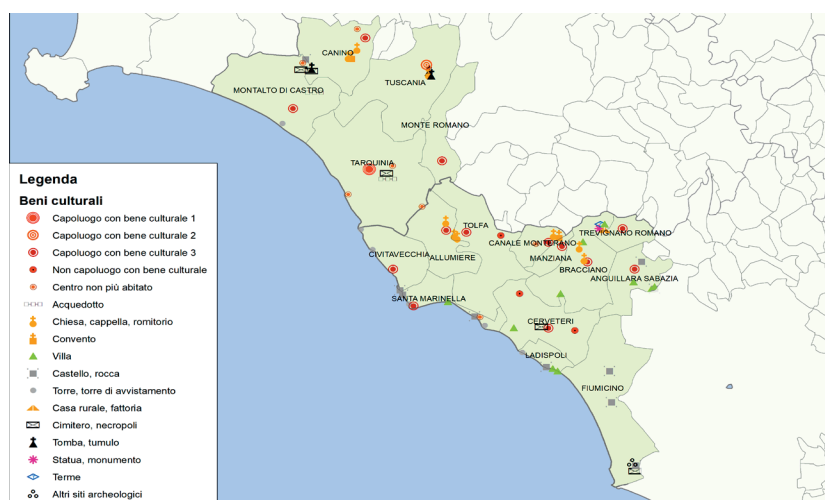 CANINO
TUSCANIA
MONTALTO DI CASTRO
MONTE ROMANO
TARQUINIA
TOLFA
TREVIGNANO ROMANO
CANALE MONTERANO
CIVITAVECCHIA
ALLUMIERE
MANZIANA
BRACCIANO
ANGUILLARA SABAZIA
SANTA MARINELLA
CERVETERI
LADISPOLI
FIUMICINO
Legenda
Beni culturali
Capoluogo con bene culturale 1
Capoluogo con bene culturale 2
Capoluogo con bene culturale 3
Non capoluogo con bene culturale
Centro non più abitato
Acquedotto
Chiesa, cappella, romitorio
Convento
Villa
Castello, rocca
Torre, torre di avvistamento
Casa rurale, fattoria
Cimitero, necropoli
Tomba, tumulo
Statua, monumento
Terme
Altri siti archeologici